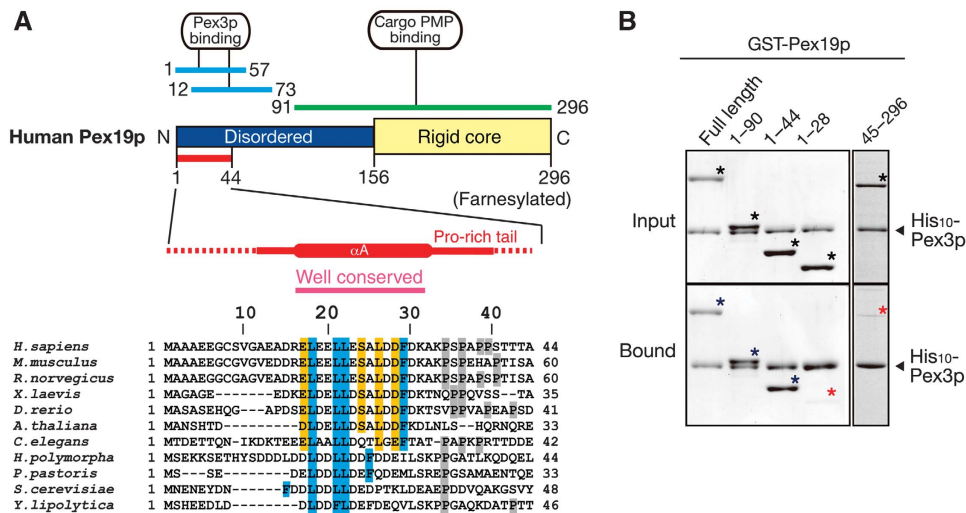 A
Pex3p
binding
Cargo PMP
binding
1 57
12 73
91 296
Human Pex19p N Disordered Rigid core C
1 44 156 296
(Farnesylated)
αA
Pro-rich tail
Well conserved
10 20 30 40
H.sapiens 1 MAAAEEGCSVGAEADRELEELLESALDDFDKAKPSPAPPSTTTA 44
M.musculus 1 MAAAEEGCGVGVEDDRELEELLESALDDFDKAKPSPEHAPTISA 60
R.norvegicus 1 MAAAEEGCGAGVEADRELEELLESALDDFDKAKPSPAPSPTISA 60
X.laevis 1 MAGAGE-------EDKELEDLLDSALDDFDKTKPPPQVSS--TA 35
D.rerio 1 MASASEHQG---APDSELDELLDSALDDFDKTSVPPVAPEAPSD 41
A.thaliana 1 MANSHTD---------DLDELLDSALDDFKDLNLS--HQRNQRE 33
C.elegans 1 MTDETTQN-IKDKTEEELAALLDQTLGEFTAT-PAPKPRTTDDE 42
H.polymorpha 1 MSEKKSETHYSDDDLDDLDDLLDDFDDEILSKPPGATLKQDQEL 44
P.pastoris 1 MS---SE--------DELDDLLDEFQDEMLSREPGSAMAENTQE 33
S.cerevisiae 1 MNENEYDN------FDDLDDLLDEDPTKLDEAEPDDVQAKGSVY 48
Y.lipolytica 1 MSHEEDLD--------DLDDFLDEFDEQVLSKPPGAQKDATPTT 46
B
GST-Pex19p
Full length
1–90
1–44
1–28
45–296
Input
His10-
Pex3p
Bound
His10-
Pex3p